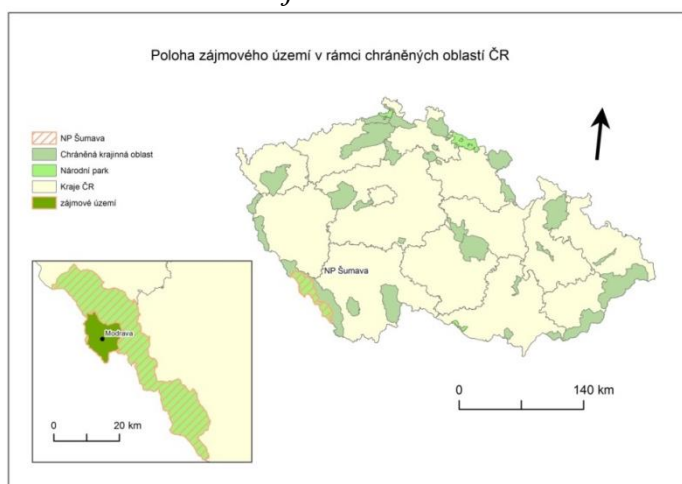 Poloha zájmového území v rámci chráněných oblastí ČR
NP Šumava
Chráněná krajinná oblast
Národní park
Kraje ČR
zájmové území
NP Šumava
Modrava
0 20 km
0 140 km